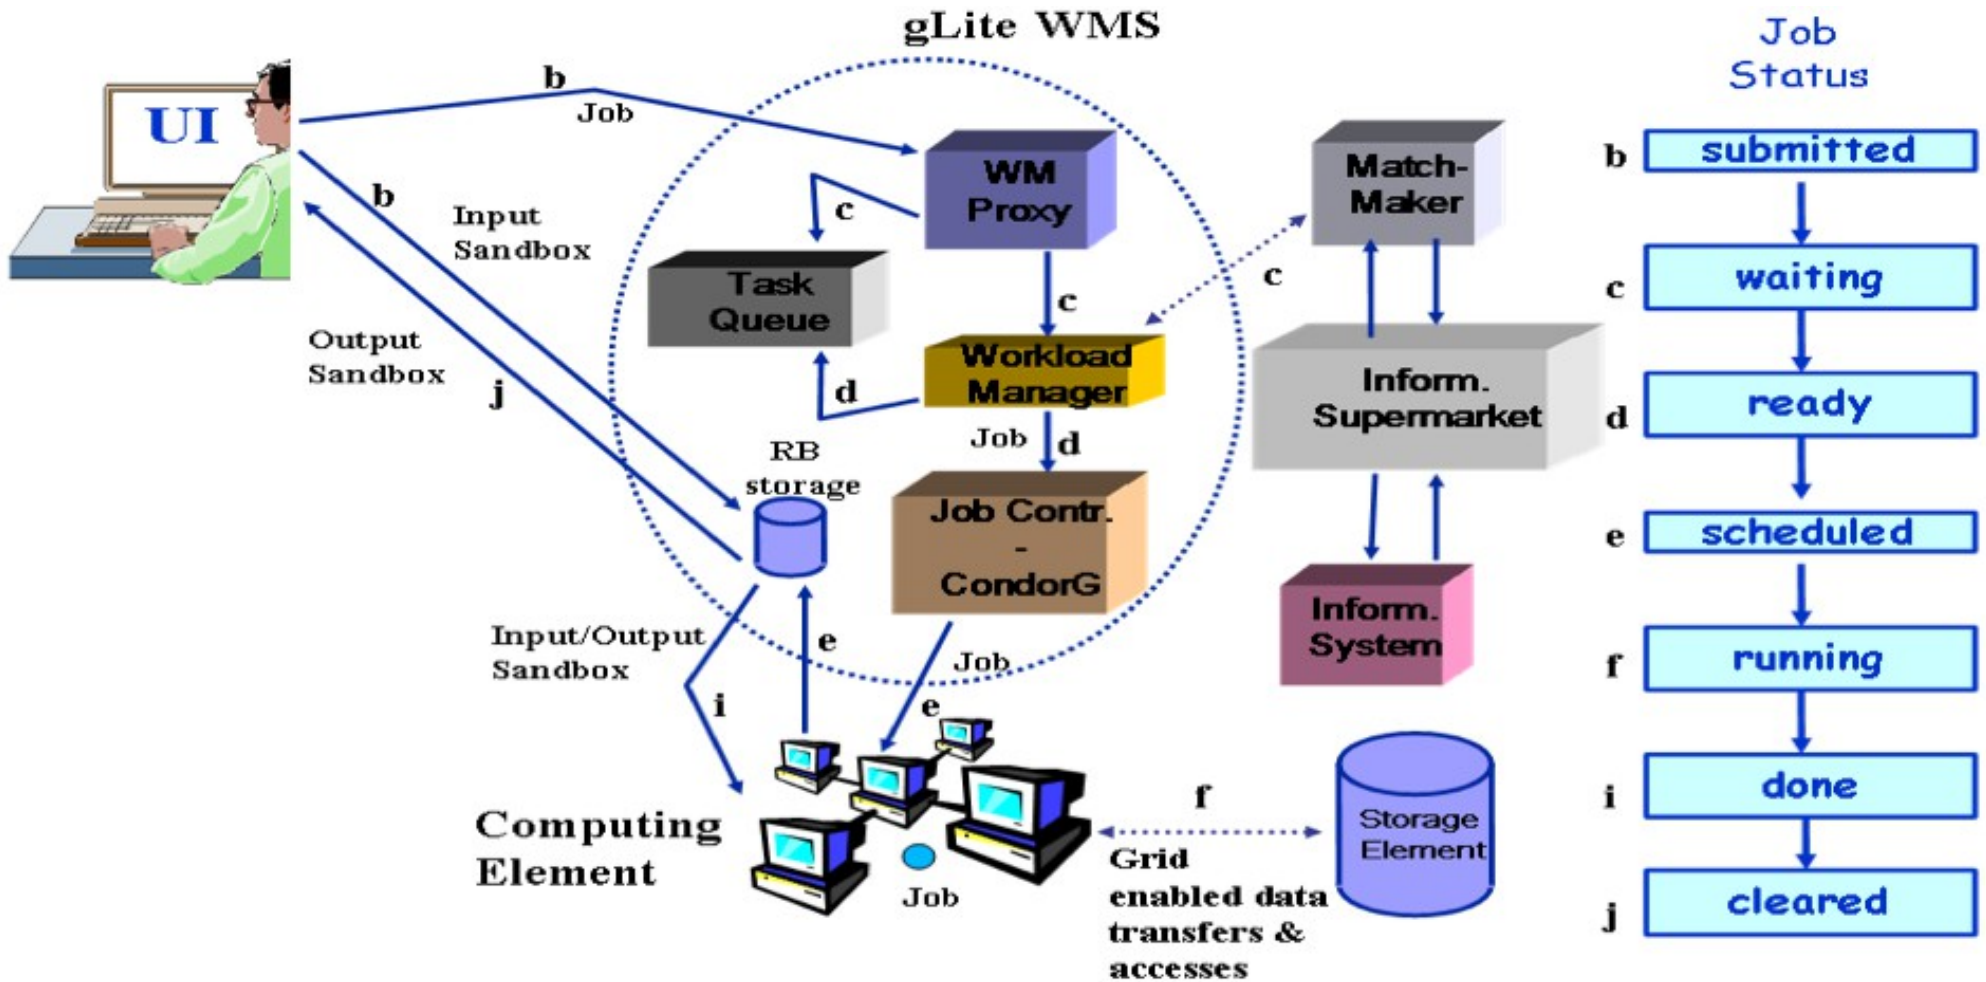 gLite WMS
Job
Status
UI
b
Job
WM
Proxy
Match-
Maker
b
submitted
b
Input
Sandbox
c
Task
Queue
c
c
c
waiting
Output
Sandbox
j
Workload
Manager
d
Inform.
Supermarket
d
ready
Job
d
RB
storage
Job Contr.
-
CondorG
e
scheduled
Input/Output
Sandbox
e
Job
Inform.
System
f
running
i
e
Computing
Element
Job
f
Grid
enabled data
transfers &
accesses
Storage
Element
i
done
j
cleared